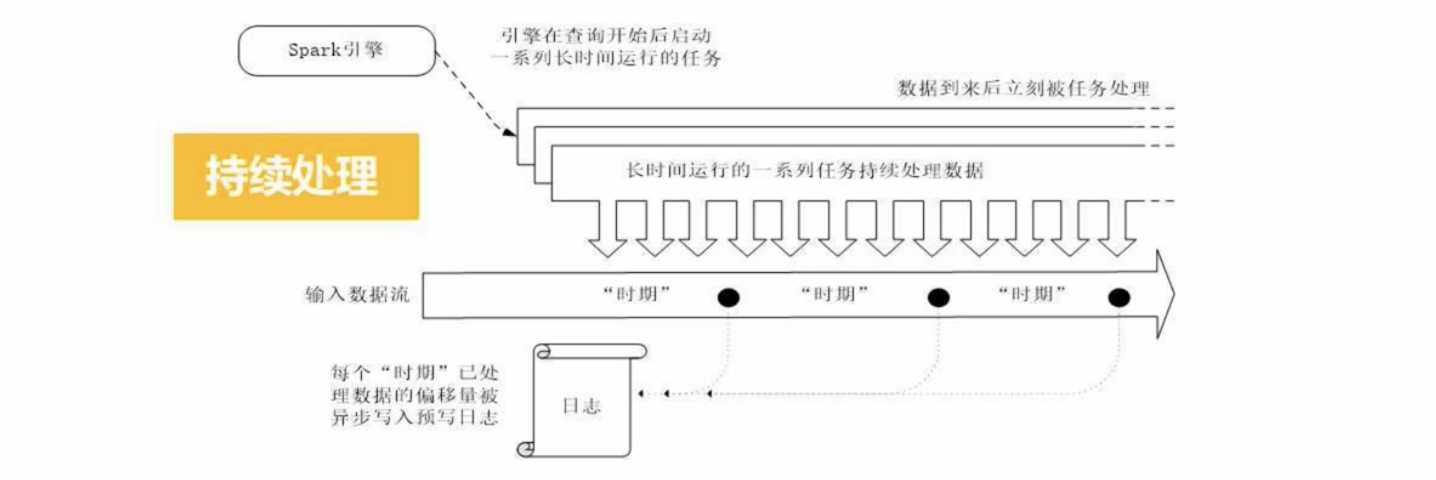 Spark引擎
引擎在查询开始后启动
一系列长时间运行的任务
数据到来后立刻被任务处理
持续处理
长时间运行的一系列任务持续处理数据
输入数据流
“时期”
“时期”
“时期”
每个“时期”已处
理数据的偏移量被
异步写入预写日志
日志